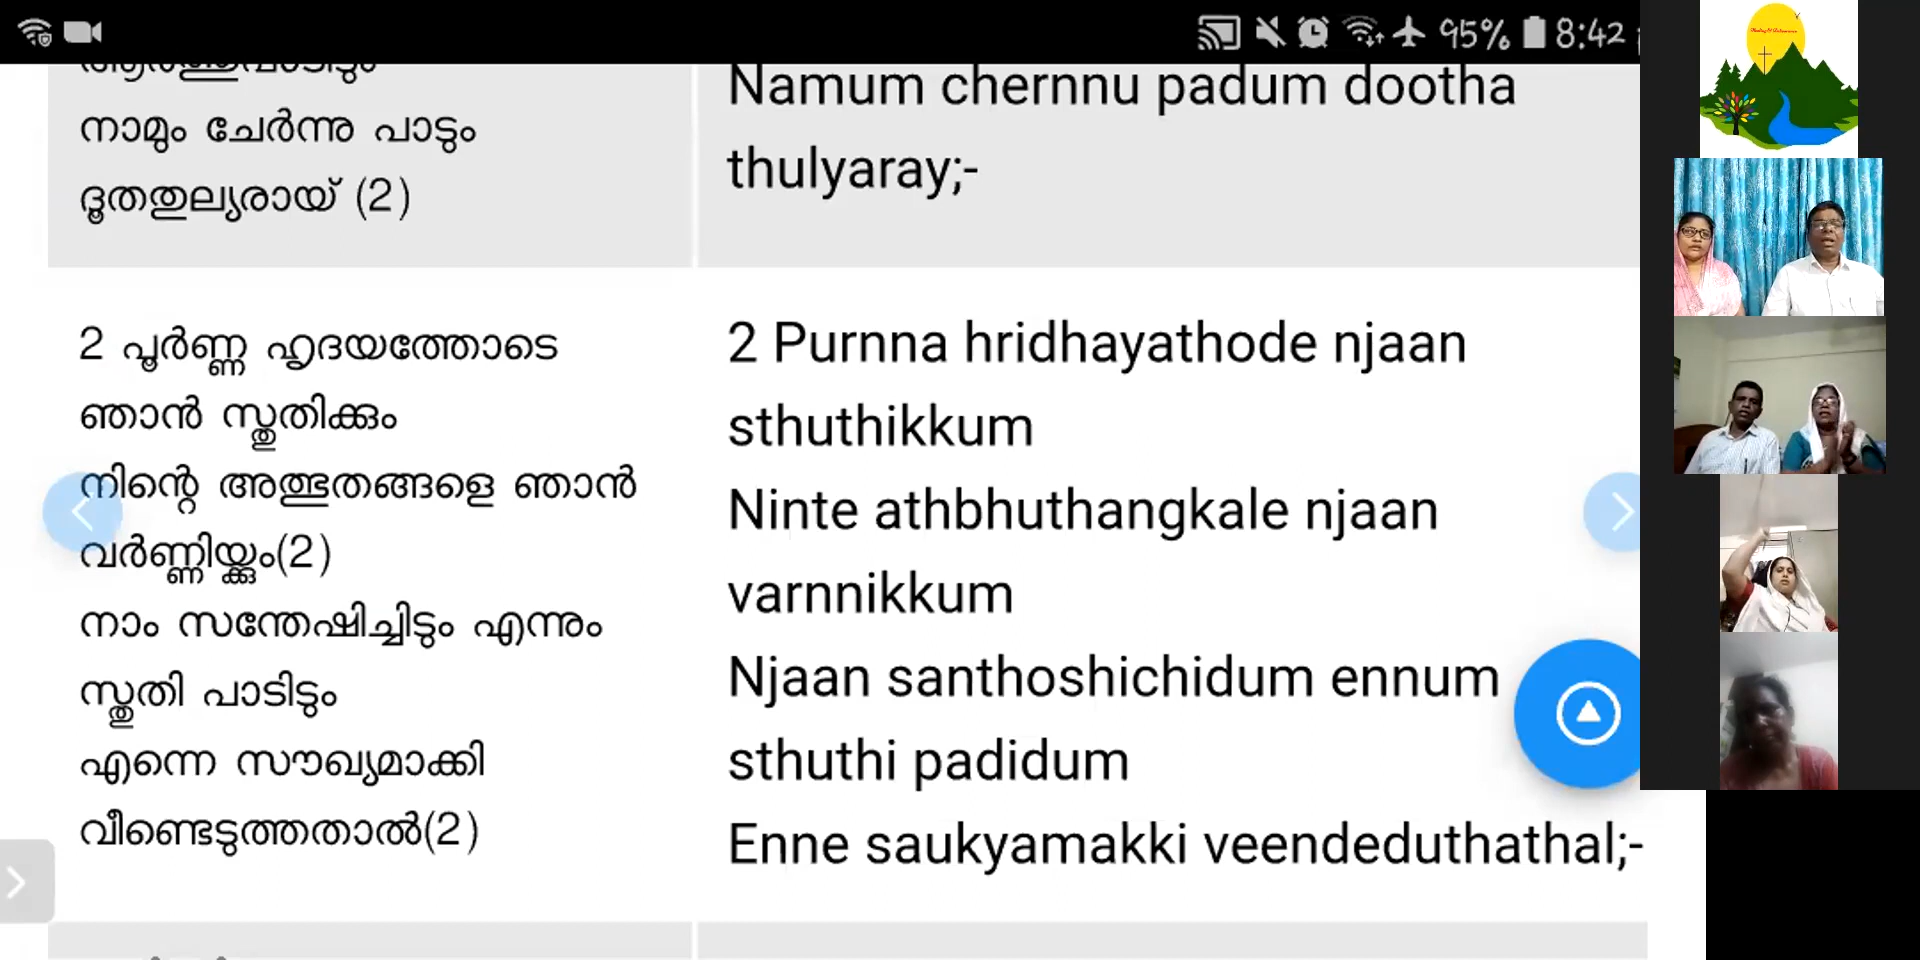 95% 8:42
നാമും ചേർന്നു പാടും
ദൂതതുല്യരായ് (2)
Namum chernnu padum dootha
thulyaray;-
2 പൂർണ്ണ ഹൃദയത്തോടെ
ഞാൻ സ്തുതിക്കും
നിന്റെ അത്ഭുതങ്ങളെ ഞാൻ
വർണ്ണിയ്ക്കും(2)
നാം സന്തേഷിച്ചിടും എന്നും
സ്തുതി പാടിടും
എന്നെ സൗഖ്യമാക്കി
വീണ്ടെടുത്തതാൽ(2)
2 Purnna hridhayathode njaan
sthuthikkum
Ninte athbhuthangkale njaan
varnnikkum
Njaan santhoshichidum ennum
sthuthi padidum
Enne saukyamakki veendeduthathal;-